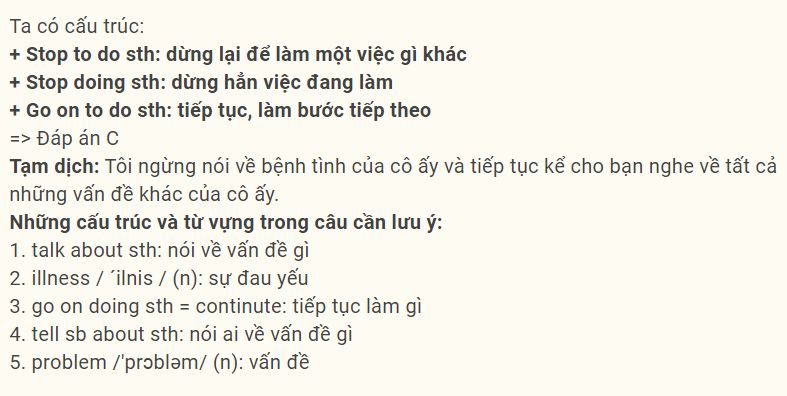 Ta có cấu trúc:
+ Stop to do sth: dừng lại để làm một việc gì khác
+ Stop doing sth: dừng hẳn việc đang làm
+ Go on to do sth: tiếp tục, làm bước tiếp theo
=> Đáp án C
Tạm dịch: Tôi ngừng nói về bệnh tình của cô ấy và tiếp tục kể cho bạn nghe về tất cả
những vấn đề khác của cô ấy.
Những cấu trúc và từ vựng trong câu cần lưu ý:
1. talk about sth: nói về vấn đề gì
2. illness / ´ilnis / (n): sự đau yếu
3. go on doing sth = continute: tiếp tục làm gì
4. tell sb about sth: nói ai về vấn đề gì
5. problem /'prɔbləm/ (n): vấn đề